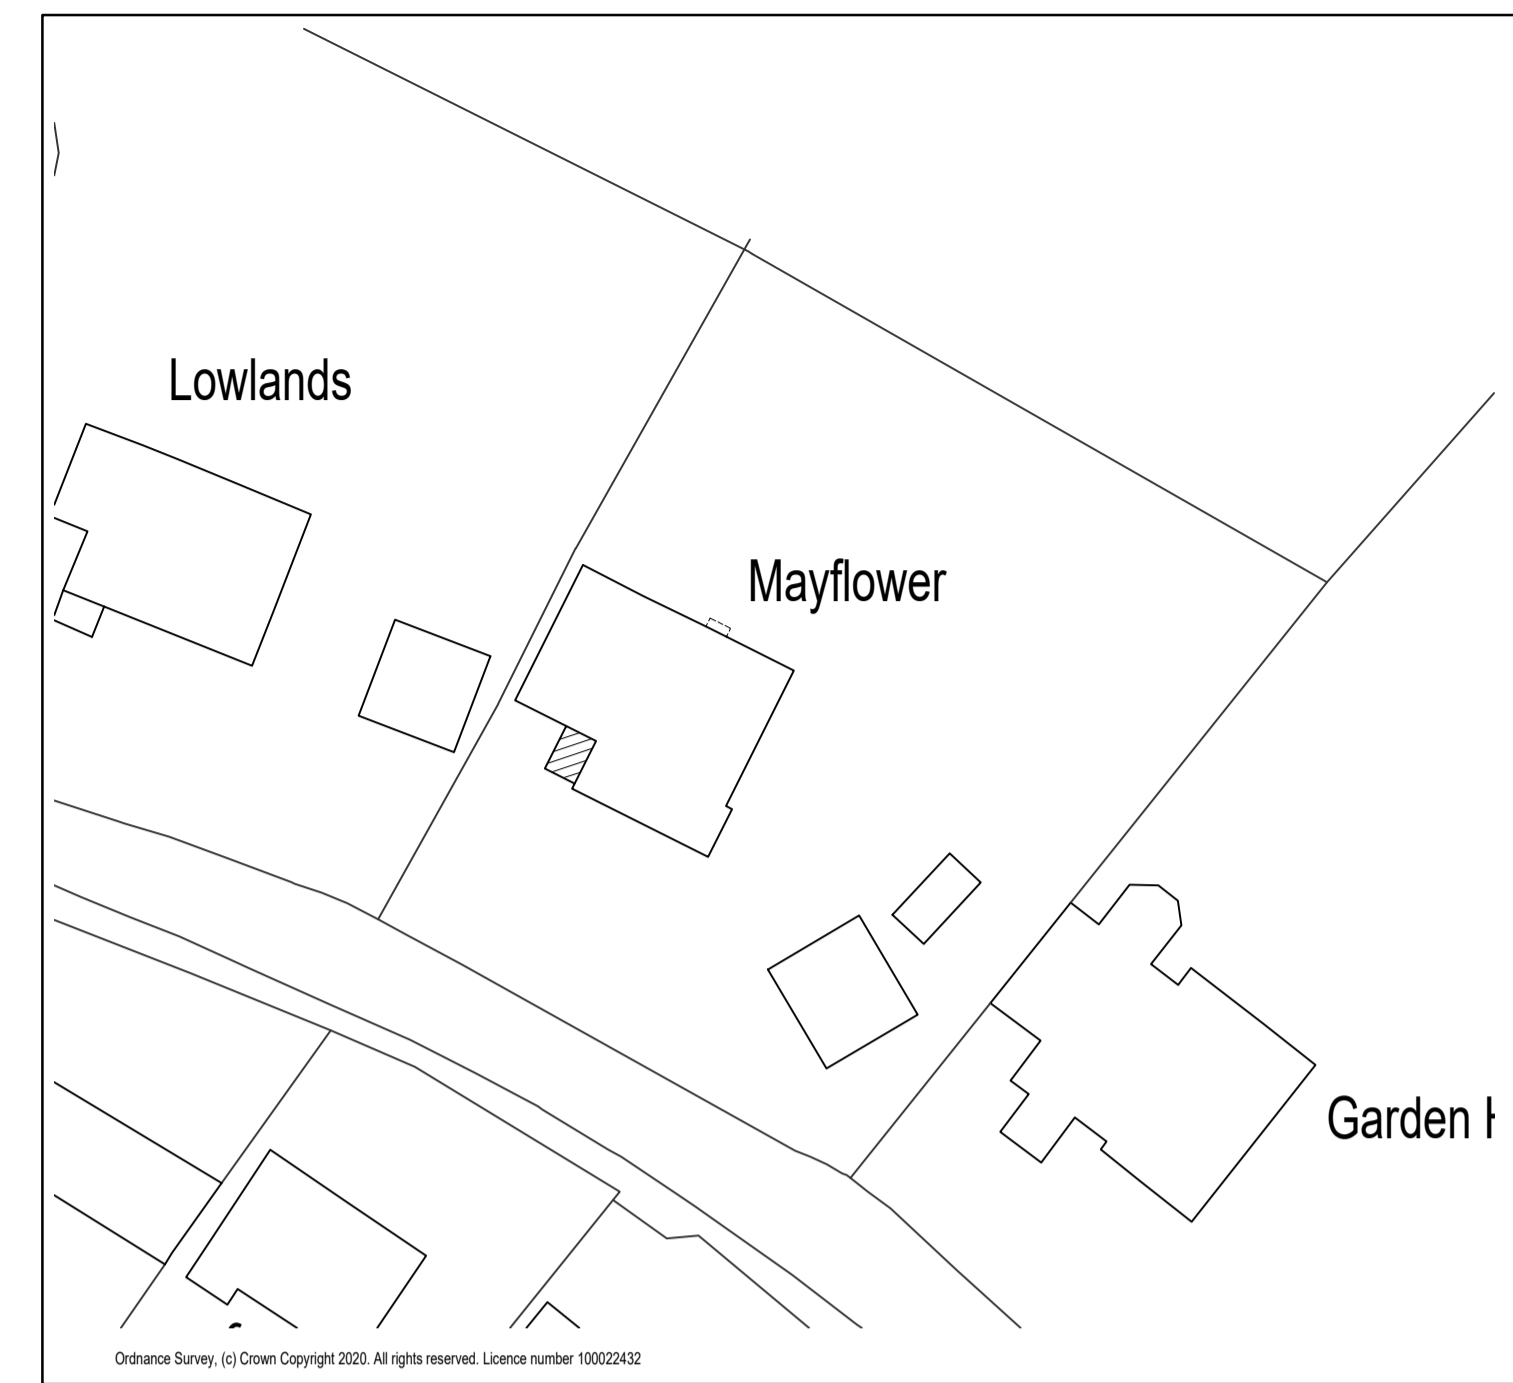 Lowlands
Mayflower
Garden
Ordnance Survey, (c) Crown Copyright 2020. All rights reserved. Licence number 100022432